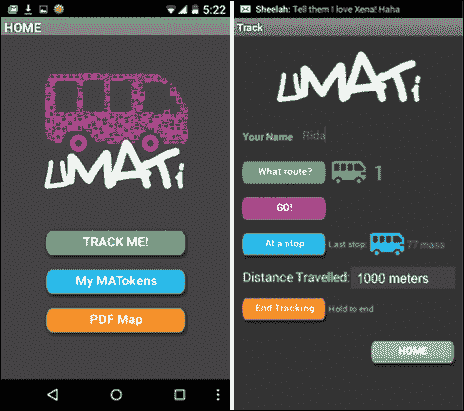 5:22
HOME
UMATi
TRACK ME!
My MATokens
PDF Map
Sheelah: Tell them I love Xena! Haha
Track
UMATi
Your Name Rida
What route? 1
GO!
At a stop Last stop: 77 mass
Distance Travelled: 1000 meters
End Tracking Hold to end
HOME